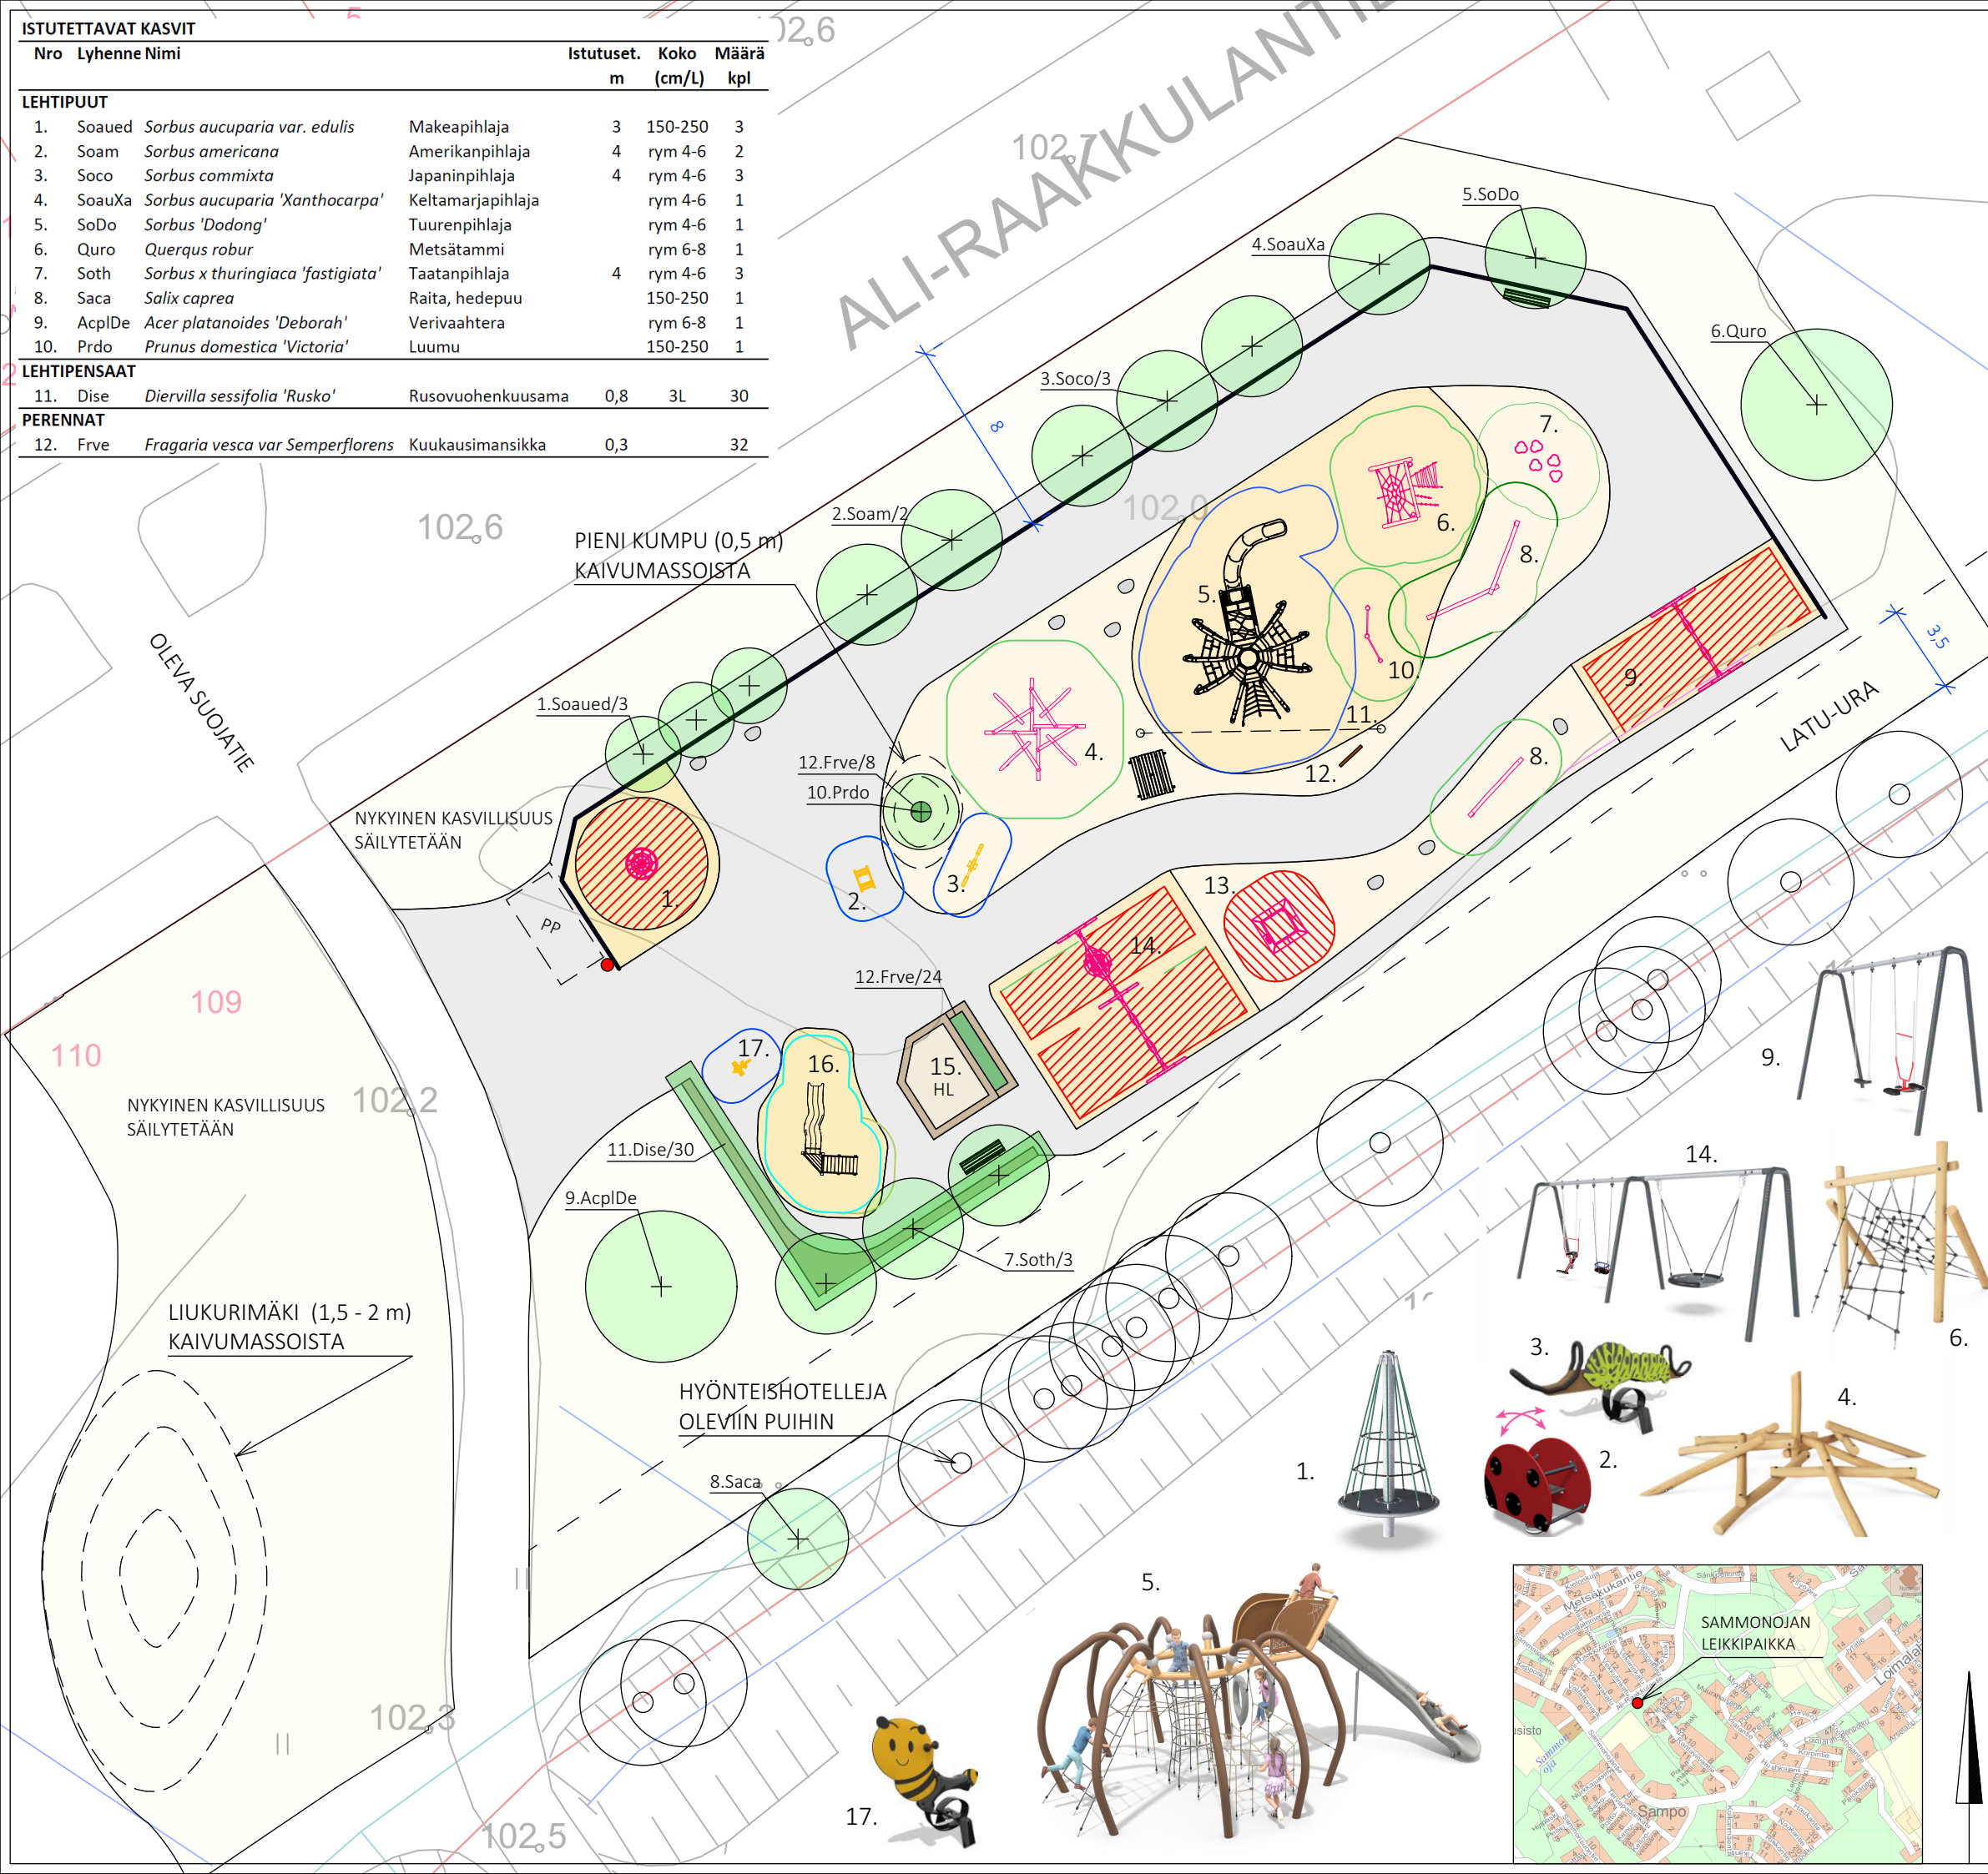 ISTUTETTAVAT KASVIT
Nro Lyhenne Nimi Istutuset. Koko Määrä
m (cm/L) kpl
LEHTIPUUT
1. Soaued Sorbus aucuparia var. edulis Makeapihlaja 3 150-250 3
2. Soam Sorbus americana Amerikanpihlaja 4 rym 4-6 2
3. Soco Sorbus commixta Japaninpihlaja 4 rym 4-6 3
4. SoauXa Sorbus aucuparia 'Xanthocarpa' Keltamarjapihlaja rym 4-6 1
5. SoDo Sorbus 'Dodong' Tuurenpihlaja rym 4-6 1
6. Quro Querqus robur Metsätammi rym 6-8 1
7. Soth Sorbus x thuringiaca 'fastigiata' Taatanpihlaja 4 rym 4-6 3
8. Saca Salix caprea Raita, hedepuu 150-250 1
9. AcplDe Acer platanoides 'Deborah' Verivaahtera rym 6-8 1
10. Prdo Prunus domestica 'Victoria' Luumu 150-250 1
LEHTIPENSAAT
11. Dise Diervilla sessifolia 'Rusko' Rusovuohenkuusama 0,8 3L 30
PERENNAT
12. Frve Fragaria vesca var Semperflorens Kuukausimansikka 0,3 32
102.6
102.7
ALI-RAAKKULANTIE
5.SoDo
4.SoauXa
6.Quro
3.Soco/3
8
7.
102.6
102.0
2.Soam/2
6.
PIENI KUMPU (0,5 m)
KAIVUMASSOISTA
8.
5.
OLEVA SUOJATIE
3,5
10.
9.
1.Soaued/3
11.
LATU-URA
4.
12.Frve/8
12.
8.
10.Prdo
NYKYINEN KASVILLISUUS
SÄILYTETÄÄN
1.
2.
3.
13.
PP
14.
12.Frve/24
109
110
17.
16.
15.
HL
9.
102.2
NYKYINEN KASVILLISUUS
SÄILYTETÄÄN
11.Dise/30
14.
9.AcplDe
7.Soth/3
LIUKURIMÄKI (1,5 - 2 m)
KAIVUMASSOISTA
6.
3.
HYÖNTEISHOTELLEJA
OLEVIIN PUIHIN
4.
1.
2.
8.Saca
5.
SAMMONOJAN
LEIKKIPAIKKA
Metsäkukantie
Sampo
102.3
17.
102.5